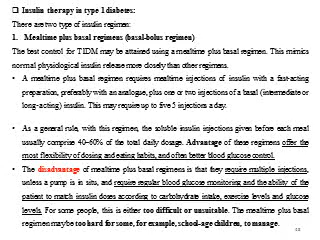 ❑ Insulin therapy in type 1 diabetes:
There are two type of insulin regimen:
1. Mealtime plus basal regimens (basal-bolus regimen)
The best control for T1DM may be attained using a mealtime plus basal regimen. This mimics
normal physiological insulin release more closely than other regimens.
• A mealtime plus basal regimen requires mealtime injections of insulin with a fast-acting
preparation, preferably with an analogue, plus one or two injections of a basal (intermediate or
long-acting) insulin. This may require up to five injections a day.
• As a general rule, with this regimen, the soluble insulin injections given before each meal
usually comprise 40–60% of the total daily dosage. Advantage of these regimens offer the
most flexibility of dosing and eating habits, and often better blood glucose control.
• The disadvantage of mealtime plus basal regimens is that they require multiple injections,
unless a pump is in situ, and require regular blood glucose monitoring and the ability of the
patient to match insulin doses according to carbohydrate intake, exercise levels and glucose
levels. For some people, this is either too difficult or unsuitable. The mealtime plus basal
regimen may be too hard for some, for example, school-age children, to manage.